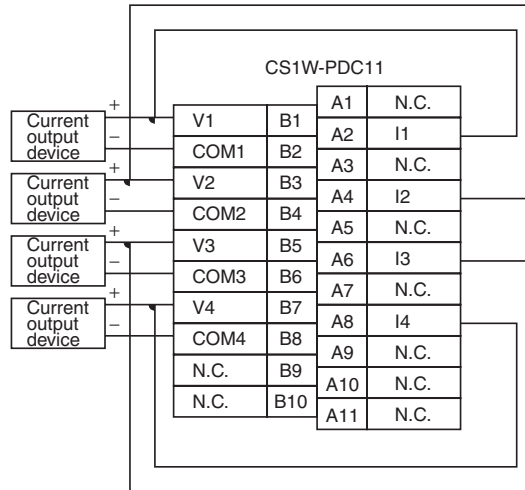 CS1W-PDC11
+
Current
output
device
−
+
Current
output
device
−
+
Current
output
device
−
+
Current
output
device
−
V1 B1
COM1 B2
V2 B3
COM2 B4
V3 B5
COM3 B6
V4 B7
COM4 B8
N.C. B9
N.C. B10
A1 N.C.
A2 I1
A3 N.C.
A4 I2
A5 N.C.
A6 I3
A7 N.C.
A8 I4
A9 N.C.
A10 N.C.
A11 N.C.